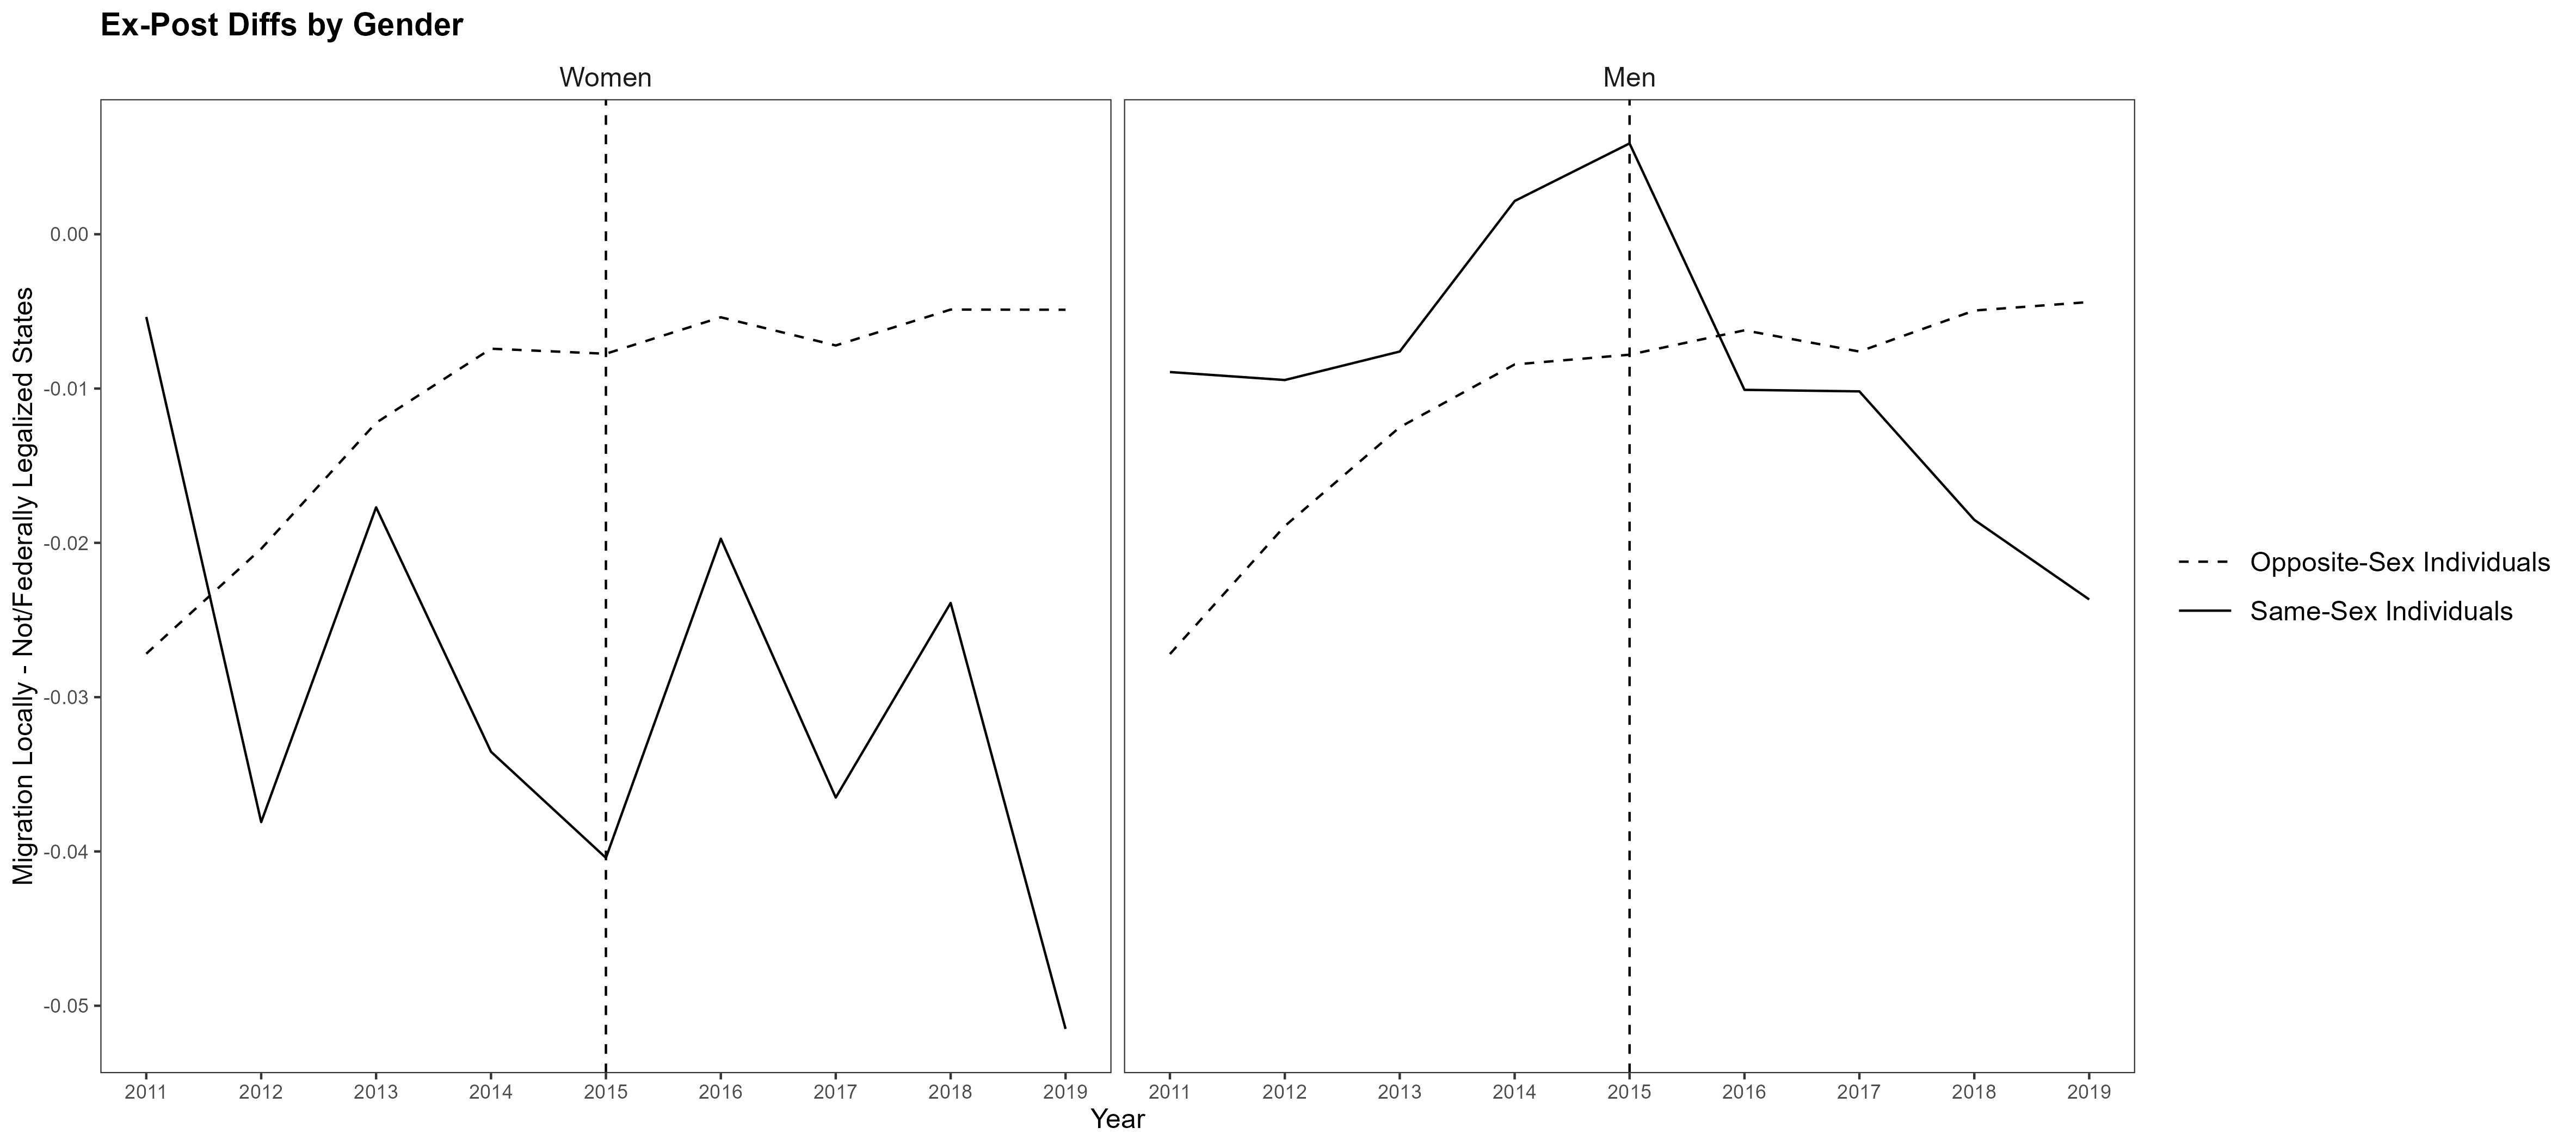 Ex-Post Diffs by Gender
Women
Men
Migration Locally - Not/Federally Legalized States
0.00
-0.01
-0.02
-0.03
-0.04
-0.05
2011 2012 2013 2014 2015 2016 2017 2018 2019
2011 2012 2013 2014 2015 2016 2017 2018 2019
Year
Opposite-Sex Individuals
Same-Sex Individuals